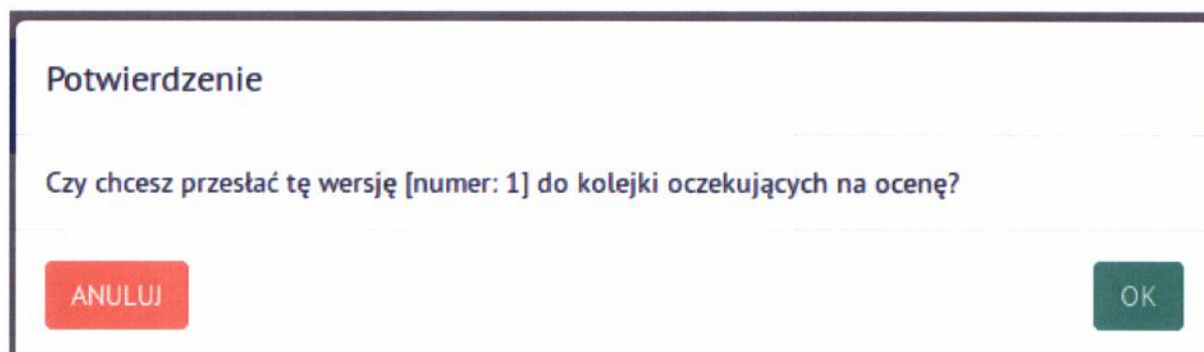 Potwierdzenie
Czy chcesz przesłać tę wersję [numer: 1] do kolejki oczekujących na ocenę?
ANULUJ
OK